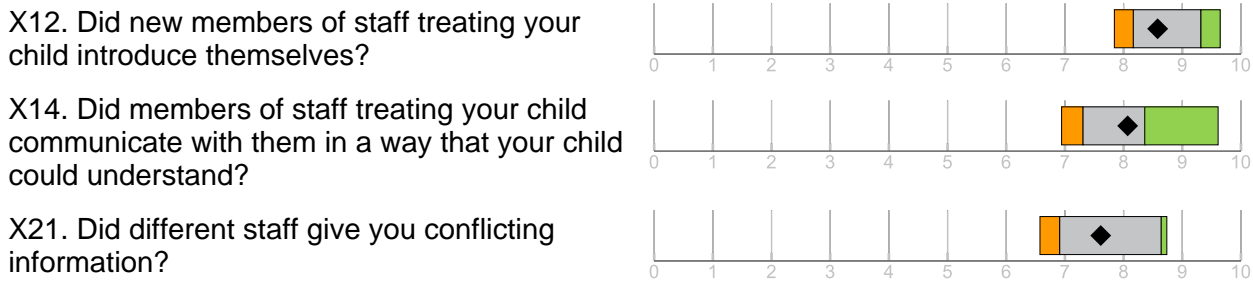 X12. Did new members of staff treating your
child introduce themselves?
0 1 2 3 4 5 6 7 8 9 10
X14. Did members of staff treating your child
communicate with them in a way that your child
could understand?
0 1 2 3 4 5 6 7 8 9 10
X21. Did different staff give you conflicting
information?
0 1 2 3 4 5 6 7 8 9 10